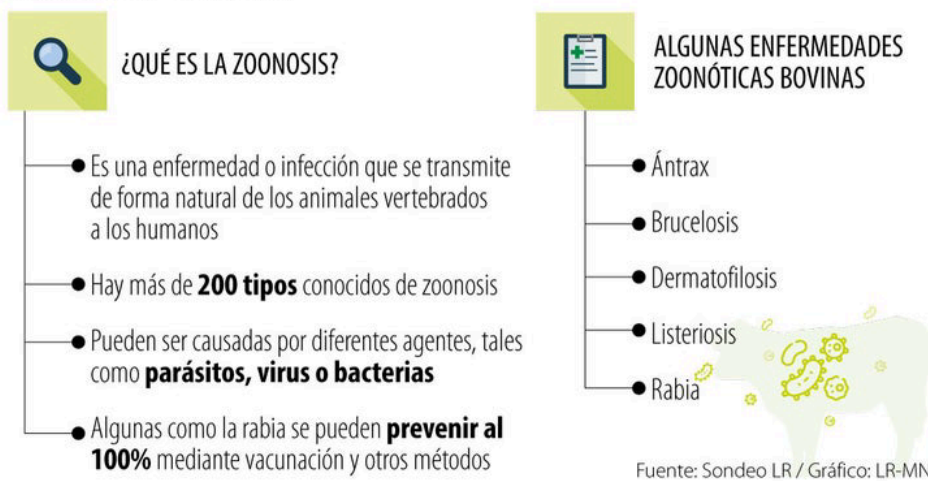 ¿QUÉ ES LA ZOONOSIS?
Es una enfermedad o infección que se transmite
de forma natural de los animales vertebrados
a los humanos
Hay más de 200 tipos conocidos de zoonosis
Pueden ser causadas por diferentes agentes, tales
como parásitos, virus o bacterias
Algunas como la rabia se pueden prevenir al
100% mediante vacunación y otros métodos
ALGUNAS ENFERMEDADES
ZOONÓTICAS BOVINAS
Ántrax
Brucelosis
Dermatofilosis
Listeriosis
Rabia
Fuente: Sondeo LR / Gráfico: LR-MN